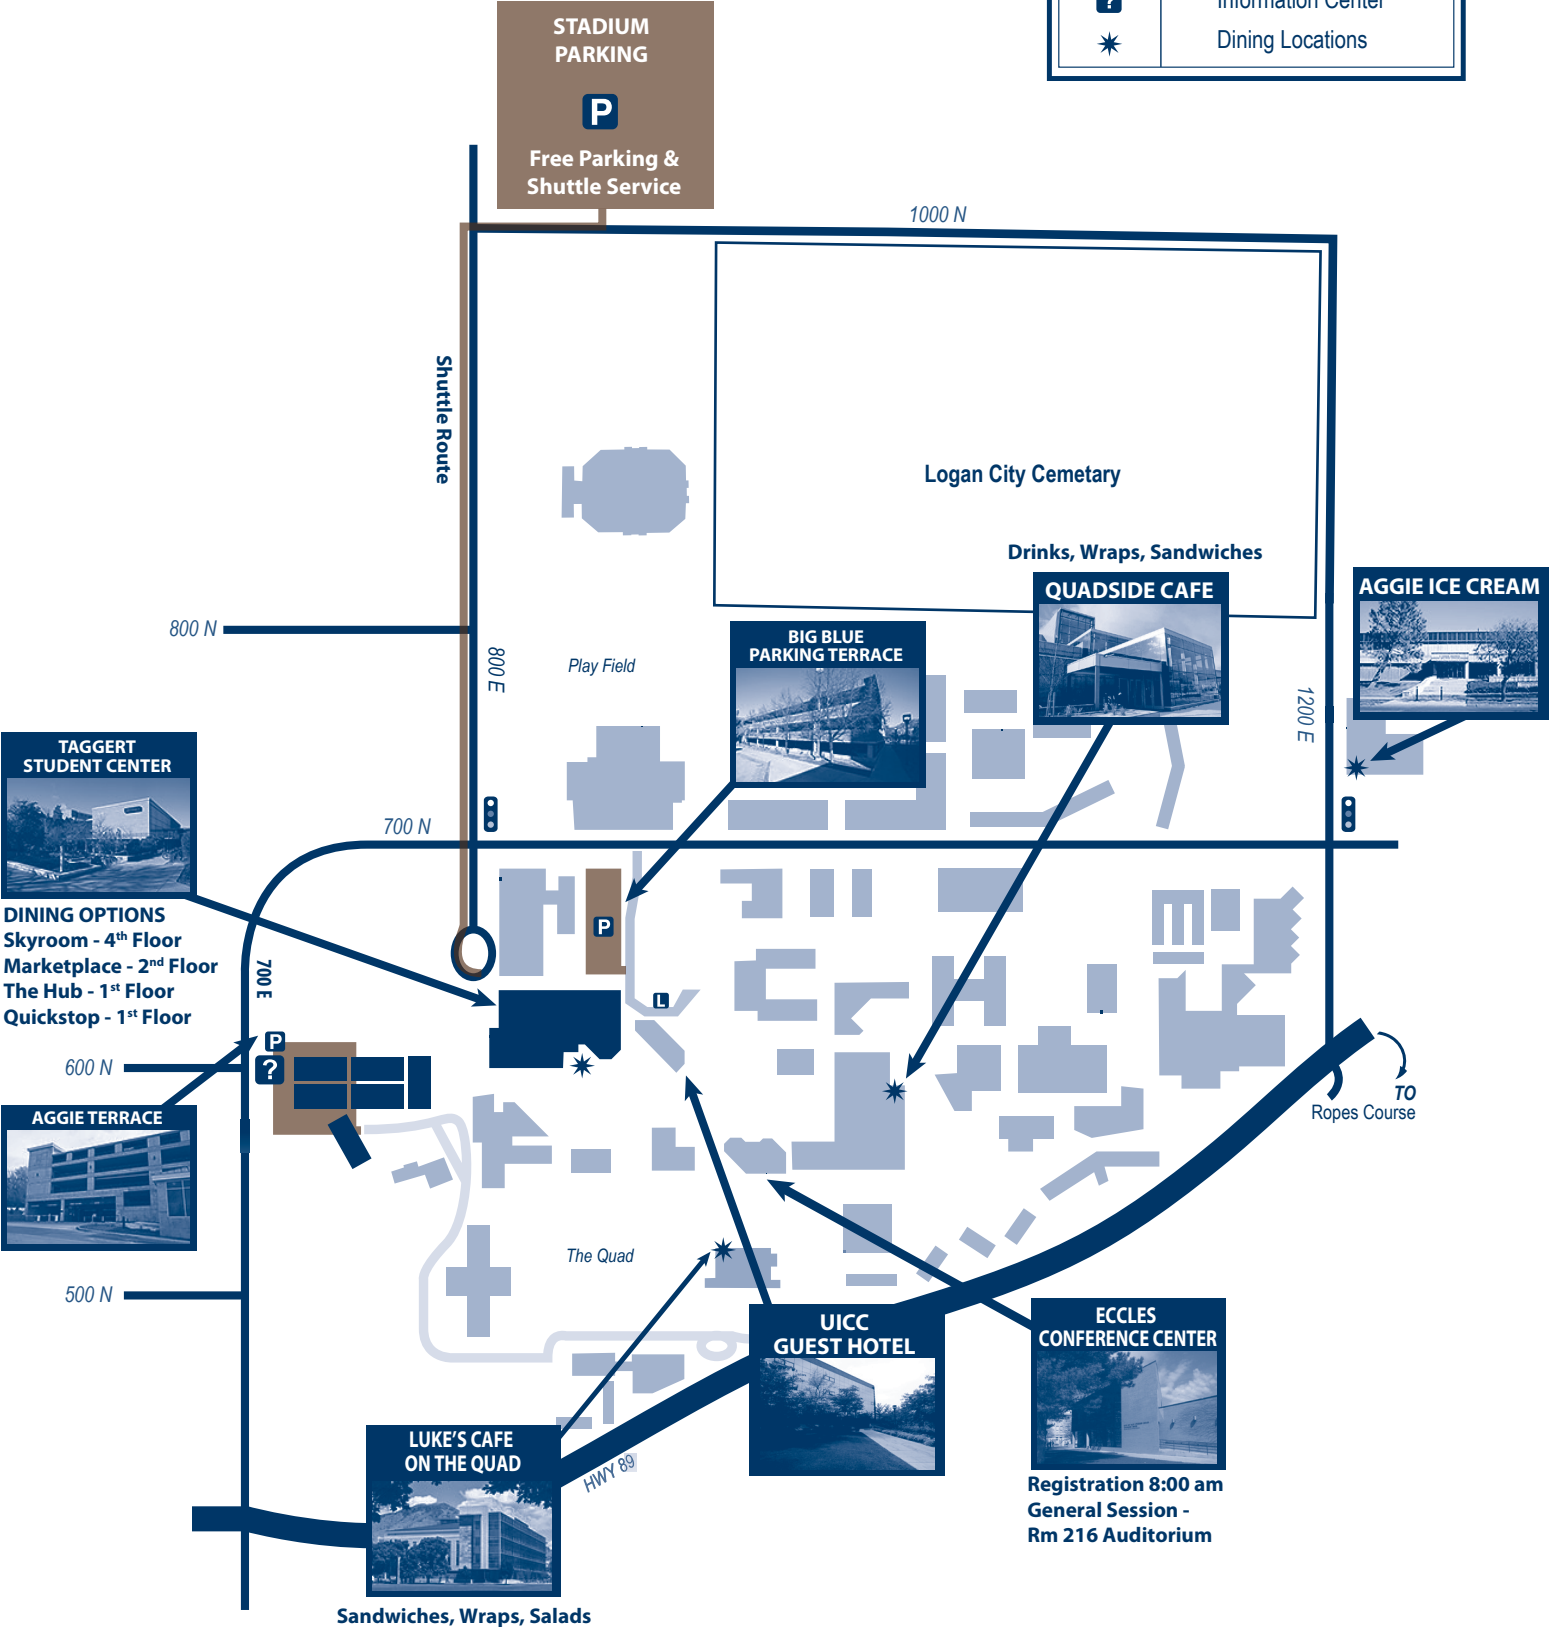 STADIUM
PARKING
P
Free Parking &
Shuttle Service
?
Information Center
Dining Locations
1000 N
Shuttle Route
Logan City Cemetary
Drinks, Wraps, Sandwiches
QUADSIDE CAFE
AGGIE ICE CREAM
800 N
800 E
Play Field
BIG BLUE
PARKING TERRACE
1200 E
TAGGERT
STUDENT CENTER
700 N
DINING OPTIONS
Skyroom - 4th Floor
Marketplace - 2nd Floor
The Hub - 1st Floor
Quickstop - 1st Floor
P
700 E
L
P
?
600 N
AGGIE TERRACE
TO
Ropes Course
The Quad
500 N
UICC
GUEST HOTEL
ECCLES
CONFERENCE CENTER
LUKE'S CAFE
ON THE QUAD
HWY 89
Registration 8:00 am
General Session -
Rm 216 Auditorium
Sandwiches, Wraps, Salads